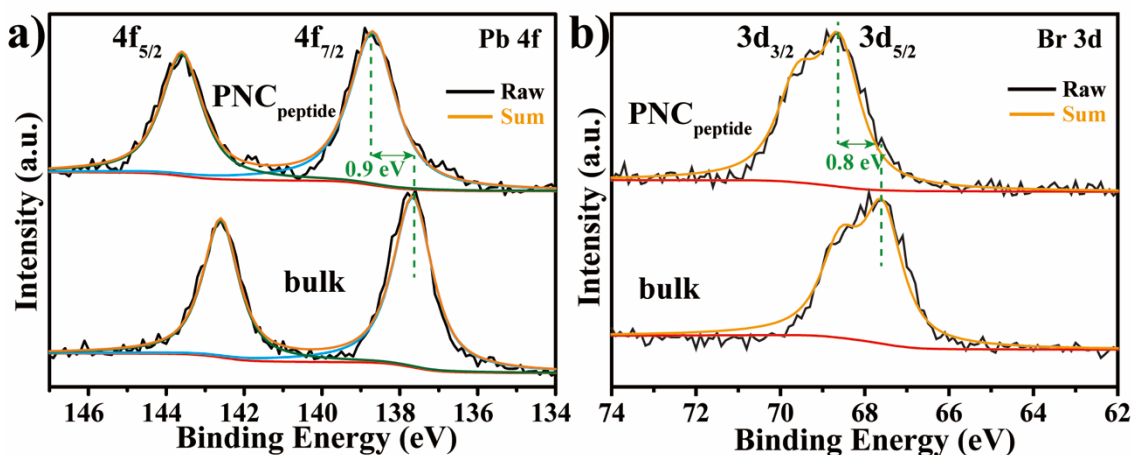 a)
4f5/2
4f7/2
Pb 4f
PNCpeptide
Raw
Sum
0.9 eV
bulk
Intensity (a.u.)
146 144 142 140 138 136 134
Binding Energy (eV)
b)
3d3/2
3d5/2
Br 3d
PNCpeptide
Raw
Sum
0.8 eV
bulk
Intensity (a.u.)
74 72 70 68 66 64 62
Binding Energy (eV)